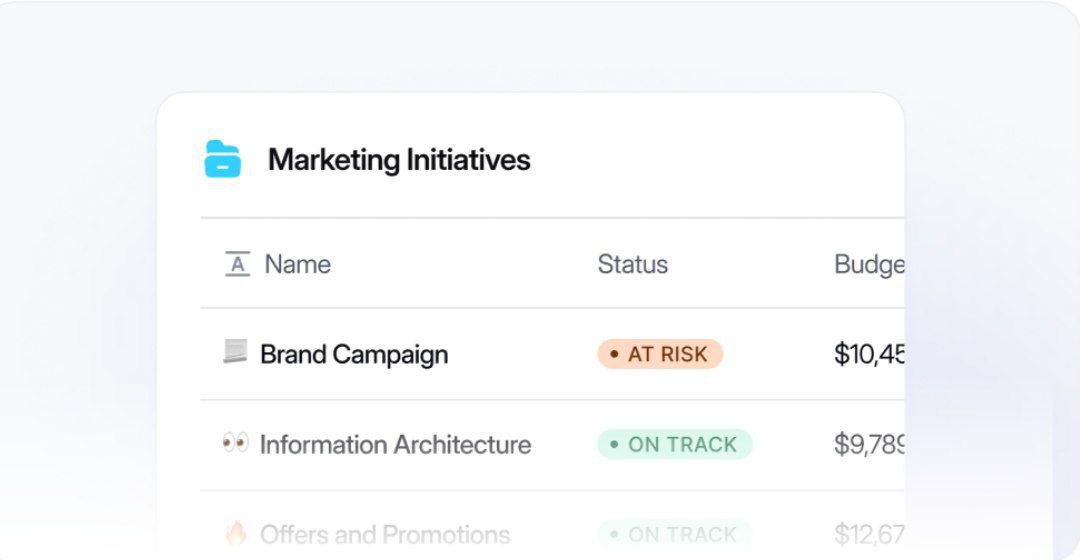 Marketing Initiatives
Name Status Budge
Brand Campaign • AT RISK $10,45
Information Architecture • ON TRACK $9,789
Offers and Promotions • ON TRACK $12,67